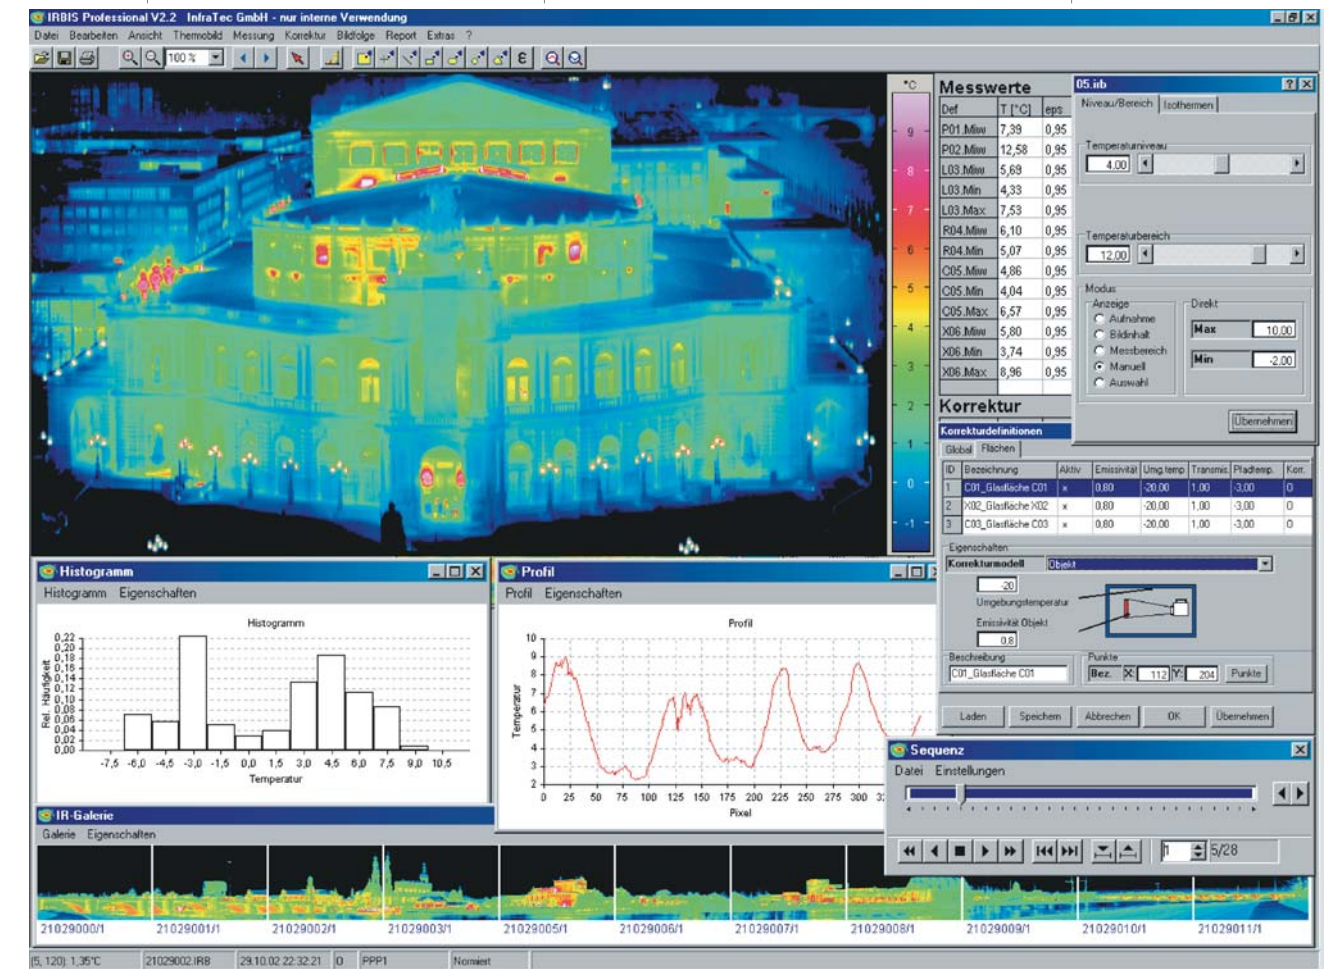 IRBIS Professional V2.2 InfraTec GmbH - nur interne Verwendung
Datei Bearbeiten Ansicht Thermobild Messung Korrektur Bildfolge Report Extras ?
100 % ε
°C
9
8
7
6
5
4
3
2
1
0
-1
Messwerte
Def T [°C] eps
P01.Miw 7,39 0,95
P02.Miw 12,58 0,95
L03.Miw 5,69 0,95
L03.Min 4,33 0,95
L03.Max 7,53 0,95
R04.Miw 6,10 0,95
R04.Min 5,07 0,95
C05.Miw 4,86 0,95
C05.Min 4,04 0,95
C05.Max 6,57 0,95
X06.Miw 5,80 0,95
X06.Min 3,74 0,95
X06.Max 8,96 0,95
05.irb
Niveau/Bereich Isothermen
Temperaturniveau
4,00
Temperaturbereich
12,00
Modus
Anzeige
Aufnahme
Bildinhalt
Messbereich
Manuell
Auswahl
Direkt
Max 10,00
Min -2,00
Übernehmen
Korrektur
Korrekturdefinitionen
Global Flächen
ID Bezeichnung Aktiv Emissivität Umg.temp Transmis. Pfadtemp. Korr.
1 C01_Glasfläche C01 x 0,80 -20,00 1,00 -3,00 O
2 X02_Glasfläche X02 x 0,80 -20,00 1,00 -3,00 O
3 C03_Glasfläche C03 x 0,80 -20,00 1,00 -3,00 O
Eigenschaften
Korrekturmodell Objekt
-20
Umgebungstemperatur
Emissivität Objekt
0,8
Beschreibung
C01_Glasfläche C01
Punkte
Bez. X: 112 Y: 204 Punkte
Laden Speichern Abbrechen OK Übernehmen
Histogramm
Histogramm Eigenschaften
Histogramm
Rel. Häufigkeit
0,22
0,20
0,18
0,16
0,14
0,12
0,10
0,08
0,06
0,04
0,02
0,00
-7,5 -6,0 -4,5 -3,0 -1,5 0,0 1,5 3,0 4,5 6,0 7,5 9,0 10,5
Temperatur
Profil
Profil Eigenschaften
Profil
Temperatur
10
9
8
7
6
5
4
3
2
0 25 50 75 100 125 150 175 200 225 250 275 300
Pixel
Sequenz
Datei Einstellungen
1 5/28
IR-Galerie
Galerie Eigenschaften
21029000/1 21029001/1 21029002/1 21029003/1 21029005/1 21029006/1 21029007/1 21029008/1 21029009/1 21029010/1 21029011/1
(5, 120): 1,35°C 21029002.IRB 29.10.02 22:32:21 O PPP1 Normiert